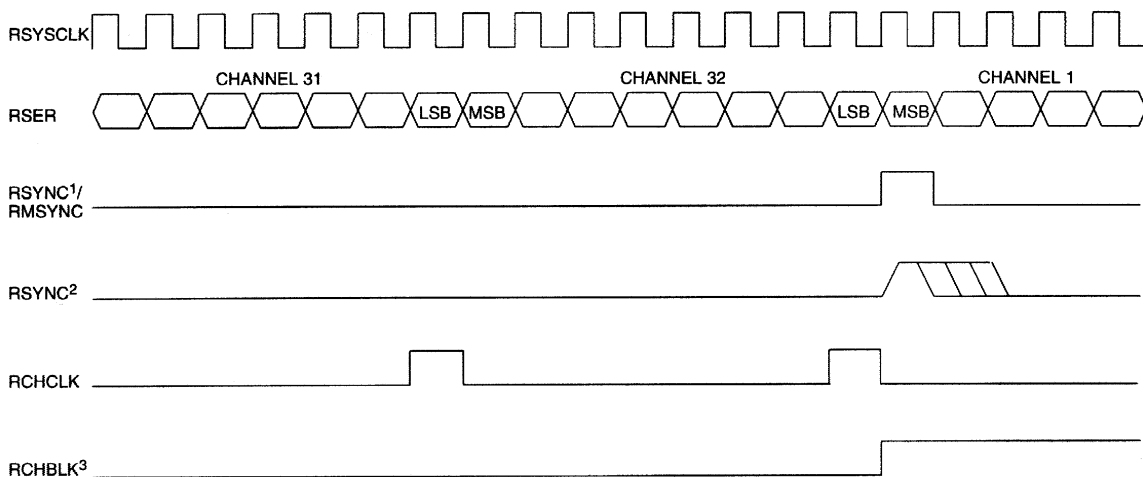 RSYSCLK
CHANNEL 31 CHANNEL 32 CHANNEL 1
RSER LSB MSB LSB MSB
RSYNC¹/
RMSYNC
RSYNC²
RCHCLK
RCHBLK³